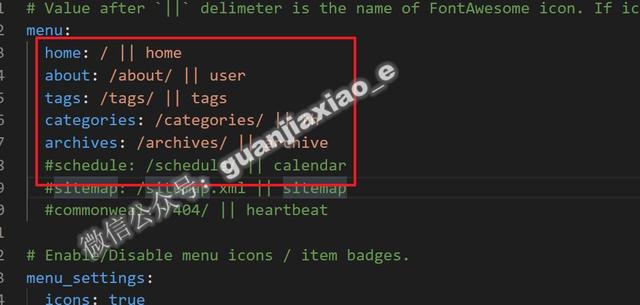 # Value after `||` delimeter is the name of FontAwesome icon. If ic
menu:
home: / || home
about: /about/ || user
tags: /tags/ || tags
categories: /categories/ ||
archives: /archives/ || archive
#schedule: /schedule || calendar
#sitemap: /sitemap.xml || sitemap
#commonweal: /404/ || heartbeat
# Enable/Disable menu icons / item badges.
menu_settings:
icons: true
微信公众号: guanjiaxiao_e